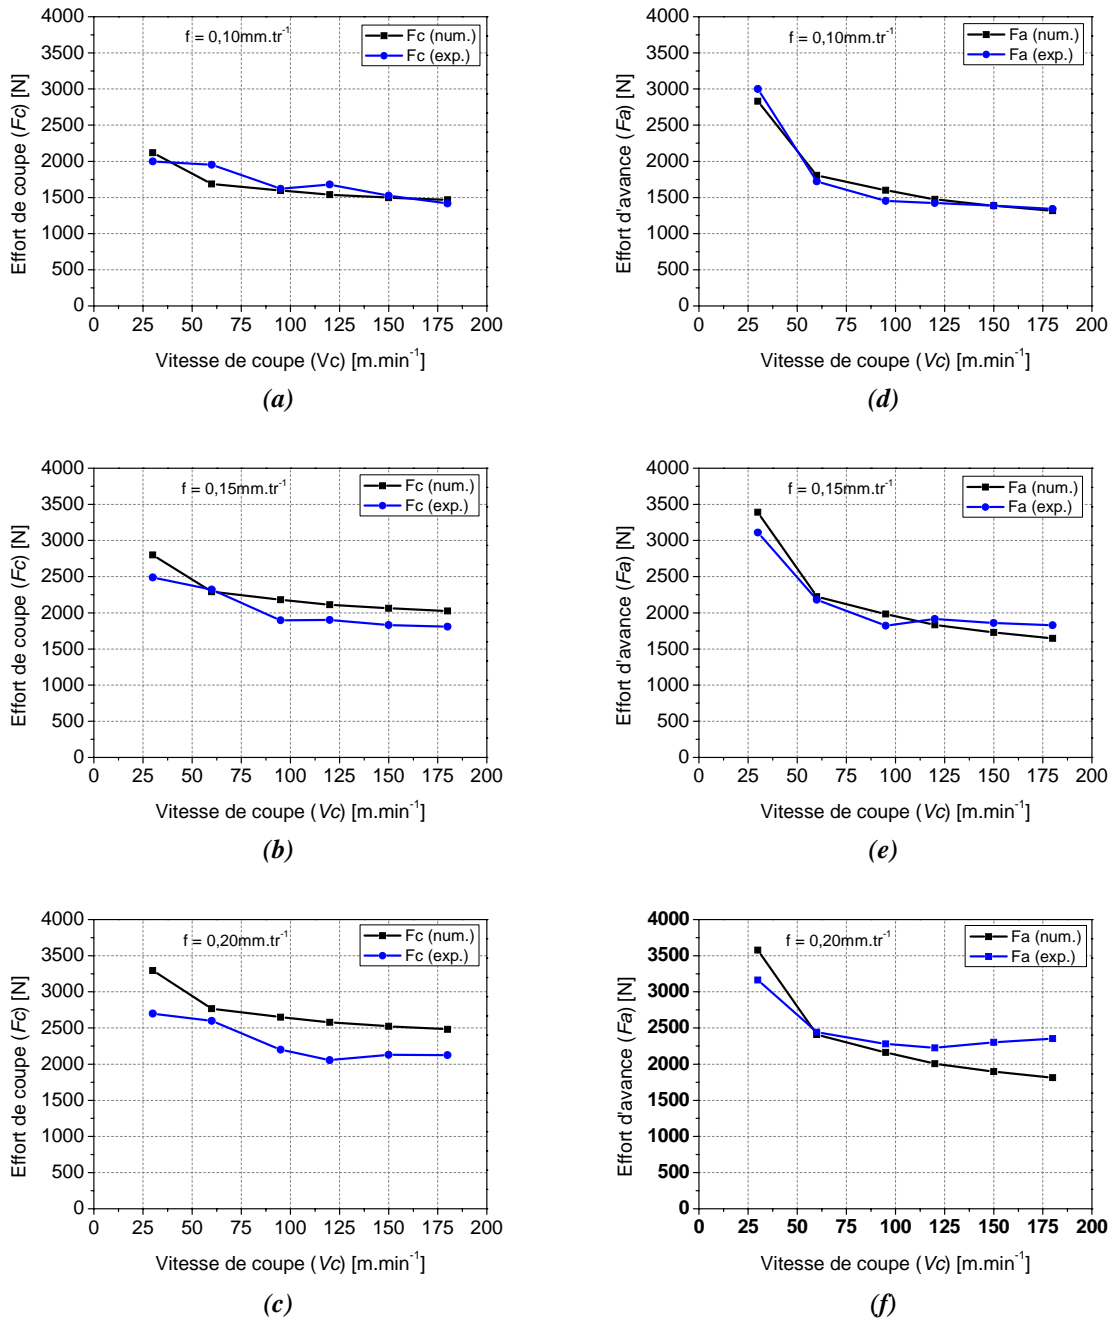 f = 0,10mm.tr-1
Fc (num.)
Fc (exp.)
4000
3500
3000
2500
2000
1500
1000
500
0
0 25 50 75 100 125 150 175 200
Effort de coupe (Fc) [N]
Vitesse de coupe (Vc) [m.min-1]
(a)
f = 0,10mm.tr-1
Fa (num.)
Fa (exp.)
4000
3500
3000
2500
2000
1500
1000
500
0
0 25 50 75 100 125 150 175 200
Effort d'avance (Fa) [N]
Vitesse de coupe (Vc) [m.min-1]
(d)
f = 0,15mm.tr-1
Fc (num.)
Fc (exp.)
4000
3500
3000
2500
2000
1500
1000
500
0
0 25 50 75 100 125 150 175 200
Effort de coupe (Fc) [N]
Vitesse de coupe (Vc) [m.min-1]
(b)
f = 0,15mm.tr-1
Fa (num.)
Fa (exp.)
4000
3500
3000
2500
2000
1500
1000
500
0
0 25 50 75 100 125 150 175 200
Effort d'avance (Fa) [N]
Vitesse de coupe (Vc) [m.min-1]
(e)
f = 0,20mm.tr-1
Fc (num.)
Fc (exp.)
4000
3500
3000
2500
2000
1500
1000
500
0
0 25 50 75 100 125 150 175 200
Effort de coupe (Fc) [N]
Vitesse de coupe (Vc) [m.min-1]
(c)
f = 0,20mm.tr-1
Fa (num.)
Fa (exp.)
4000
3500
3000
2500
2000
1500
1000
500
0
0 25 50 75 100 125 150 175 200
Effort d'avance (Fa) [N]
Vitesse de coupe (Vc) [m.min-1]
(f)